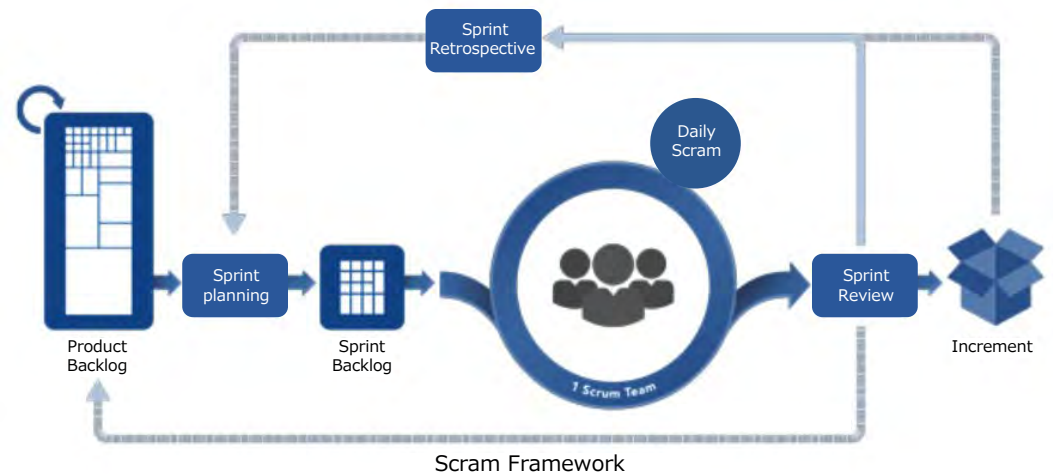 Sprint
Retrospective
Daily
Scram
Sprint
planning
Sprint
Review
Product
Backlog
Sprint
Backlog
1 Scrum Team
Increment
Scram Framework